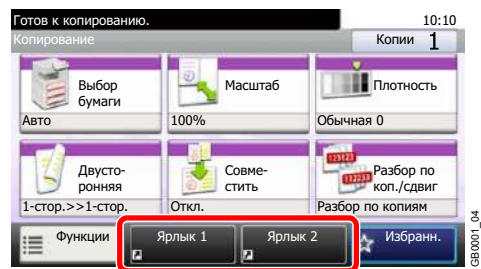 Готов к копированию. 10:10
Копирование Копии 1
Выбор
бумаги
Авто
Масштаб
100%
Плотность
Обычная 0
Двусто-
ронняя
1-стор.>>1-стор.
Совме-
стить
Откл.
123123
112233
Разбор по
коп./сдвиг
Разбор по копиям
Функции Ярлык 1 Ярлык 2 Избранн.
GB0001_04